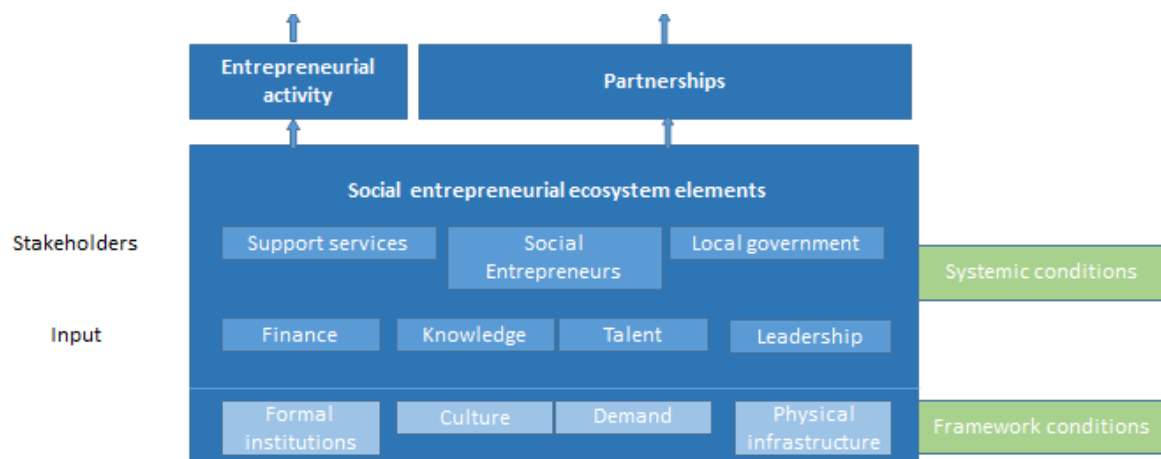 Entrepreneurial
activity
Partnerships
Social entrepreneurial ecosystem elements
Stakeholders
Support services
Social
Entrepreneurs
Local government
Systemic conditions
Input
Finance
Knowledge
Talent
Leadership
Formal
institutions
Culture
Demand
Physical
infrastructure
Framework conditions